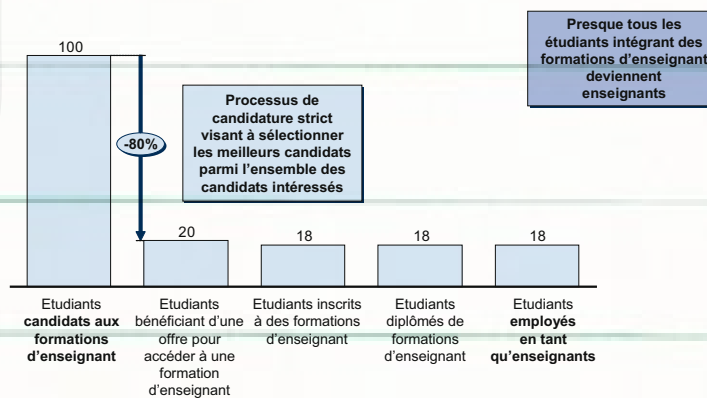 Presque tous les
étudiants intégrant des
formations d'enseignant
deviennent
enseignants
100
Processus de
candidature strict
visant à sélectionner
les meilleurs candidats
parmi l'ensemble des
candidats intéressés
-80%
20
18
18
18
Etudiants
candidats aux
formations
d'enseignant
Etudiants
bénéficiant d'une
offre pour
accéder à une
formation
d'enseignant
Etudiants inscrits
à des formations
d'enseignant
Etudiants
diplômés de
formations
d'enseignant
Etudiants
employés
en tant
qu'enseignants